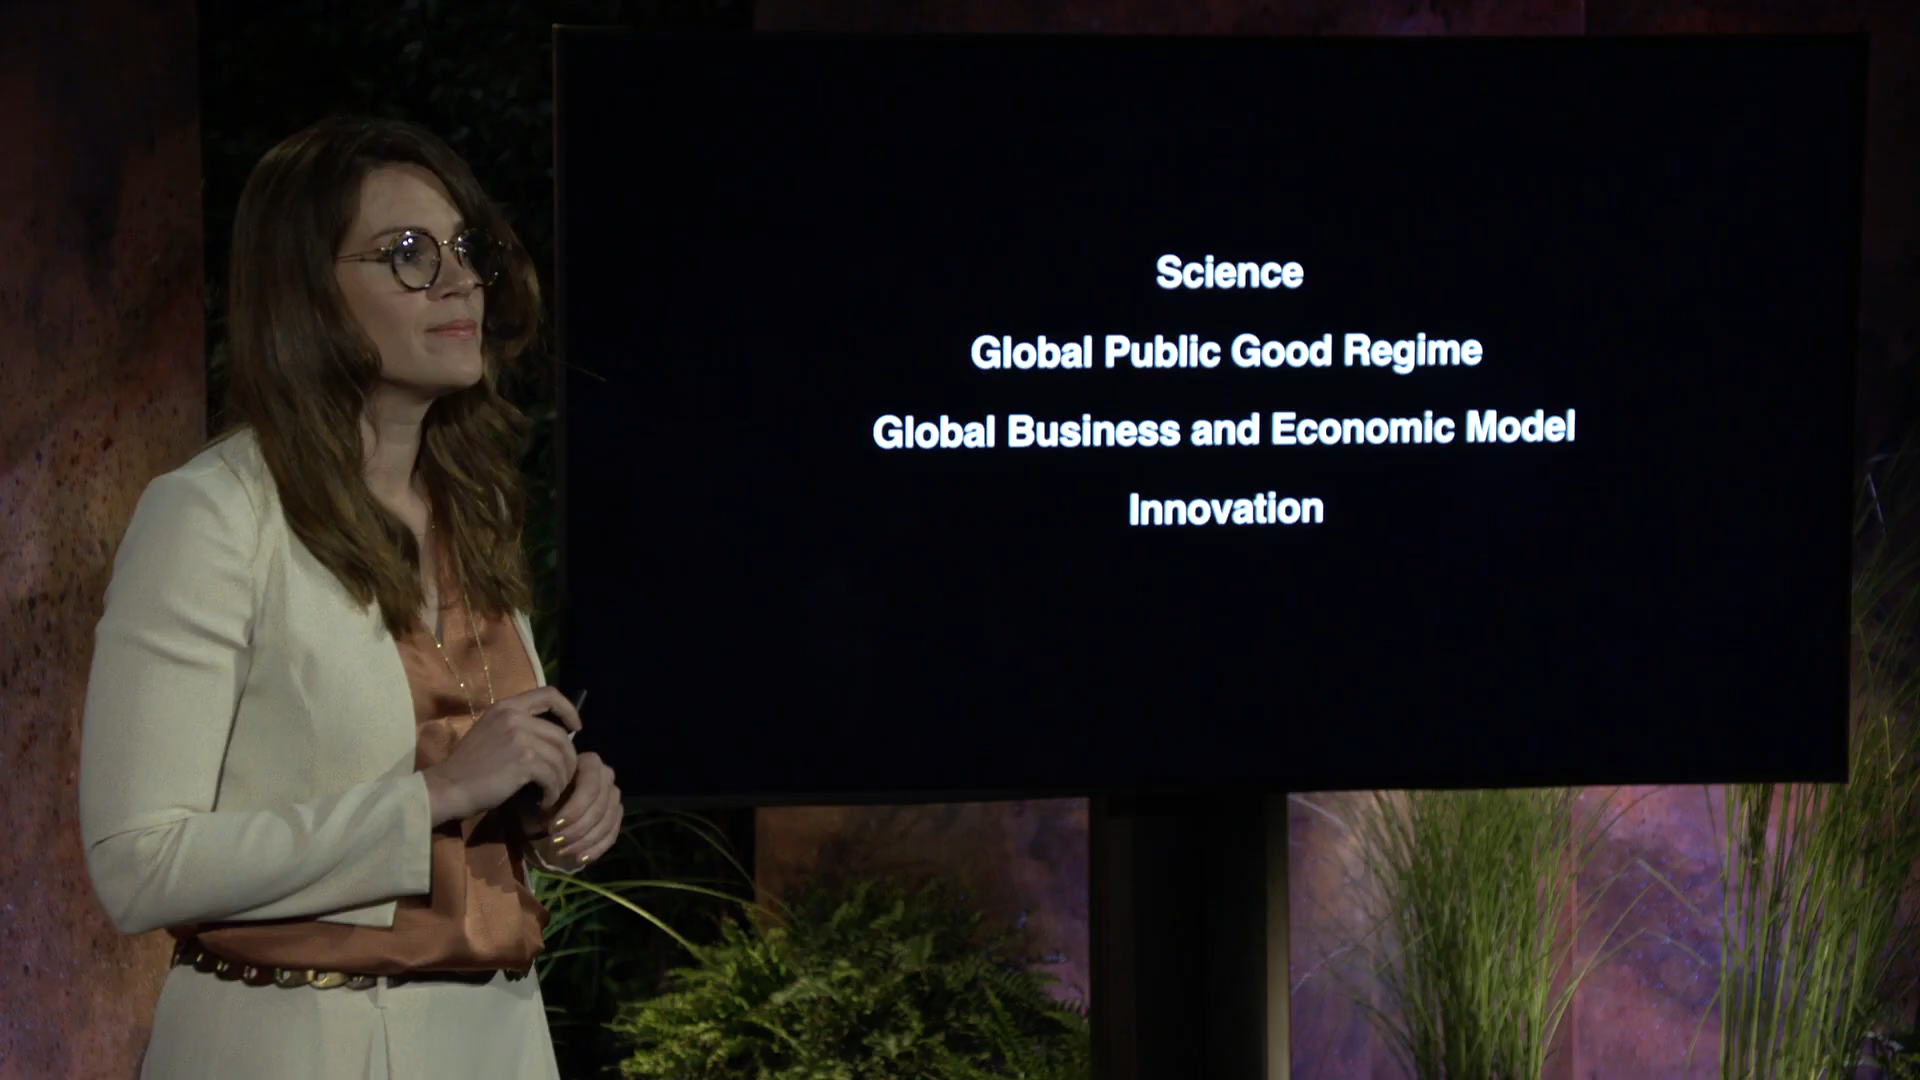 Science
Global Public Good Regime
Global Business and Economic Model
Innovation